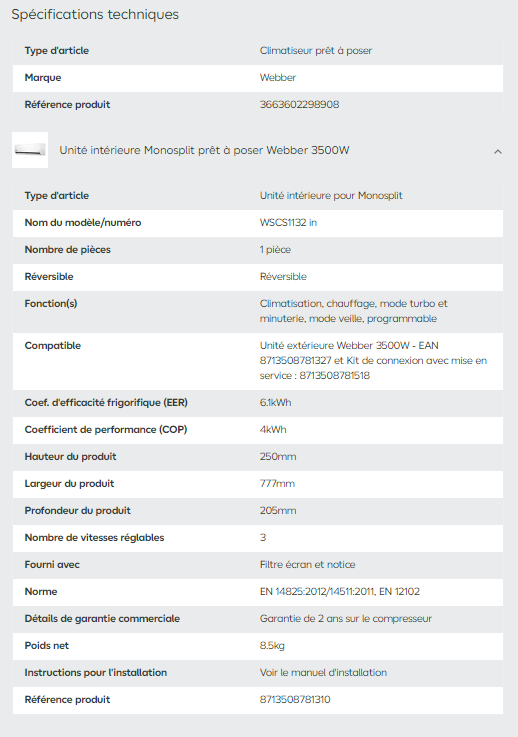 Spécifications techniques
Type d'article Climatiseur prêt à poser
Marque Webber
Référence produit 3663602298908
Unité intérieure Monosplit prêt à poser Webber 3500W
Type d'article Unité intérieure pour Monosplit
Nom du modèle/numéro WSCS1132 in
Nombre de pièces 1 pièce
Réversible Réversible
Fonction(s) Climatisation, chauffage, mode turbo et
minuterie, mode veille, programmable
Compatible Unité extérieure Webber 3500W - EAN
8713508781327 et Kit de connexion avec mise en
service : 8713508781518
Coef. d'efficacité frigorifique (EER) 6.1kWh
Coefficient de performance (COP) 4kWh
Hauteur du produit 250mm
Largeur du produit 777mm
Profondeur du produit 205mm
Nombre de vitesses réglables 3
Fourni avec Filtre écran et notice
Norme EN 14825:2012/14511:2011, EN 12102
Détails de garantie commerciale Garantie de 2 ans sur le compresseur
Poids net 8.5kg
Instructions pour l'installation Voir le manuel d'installation
Référence produit 8713508781310